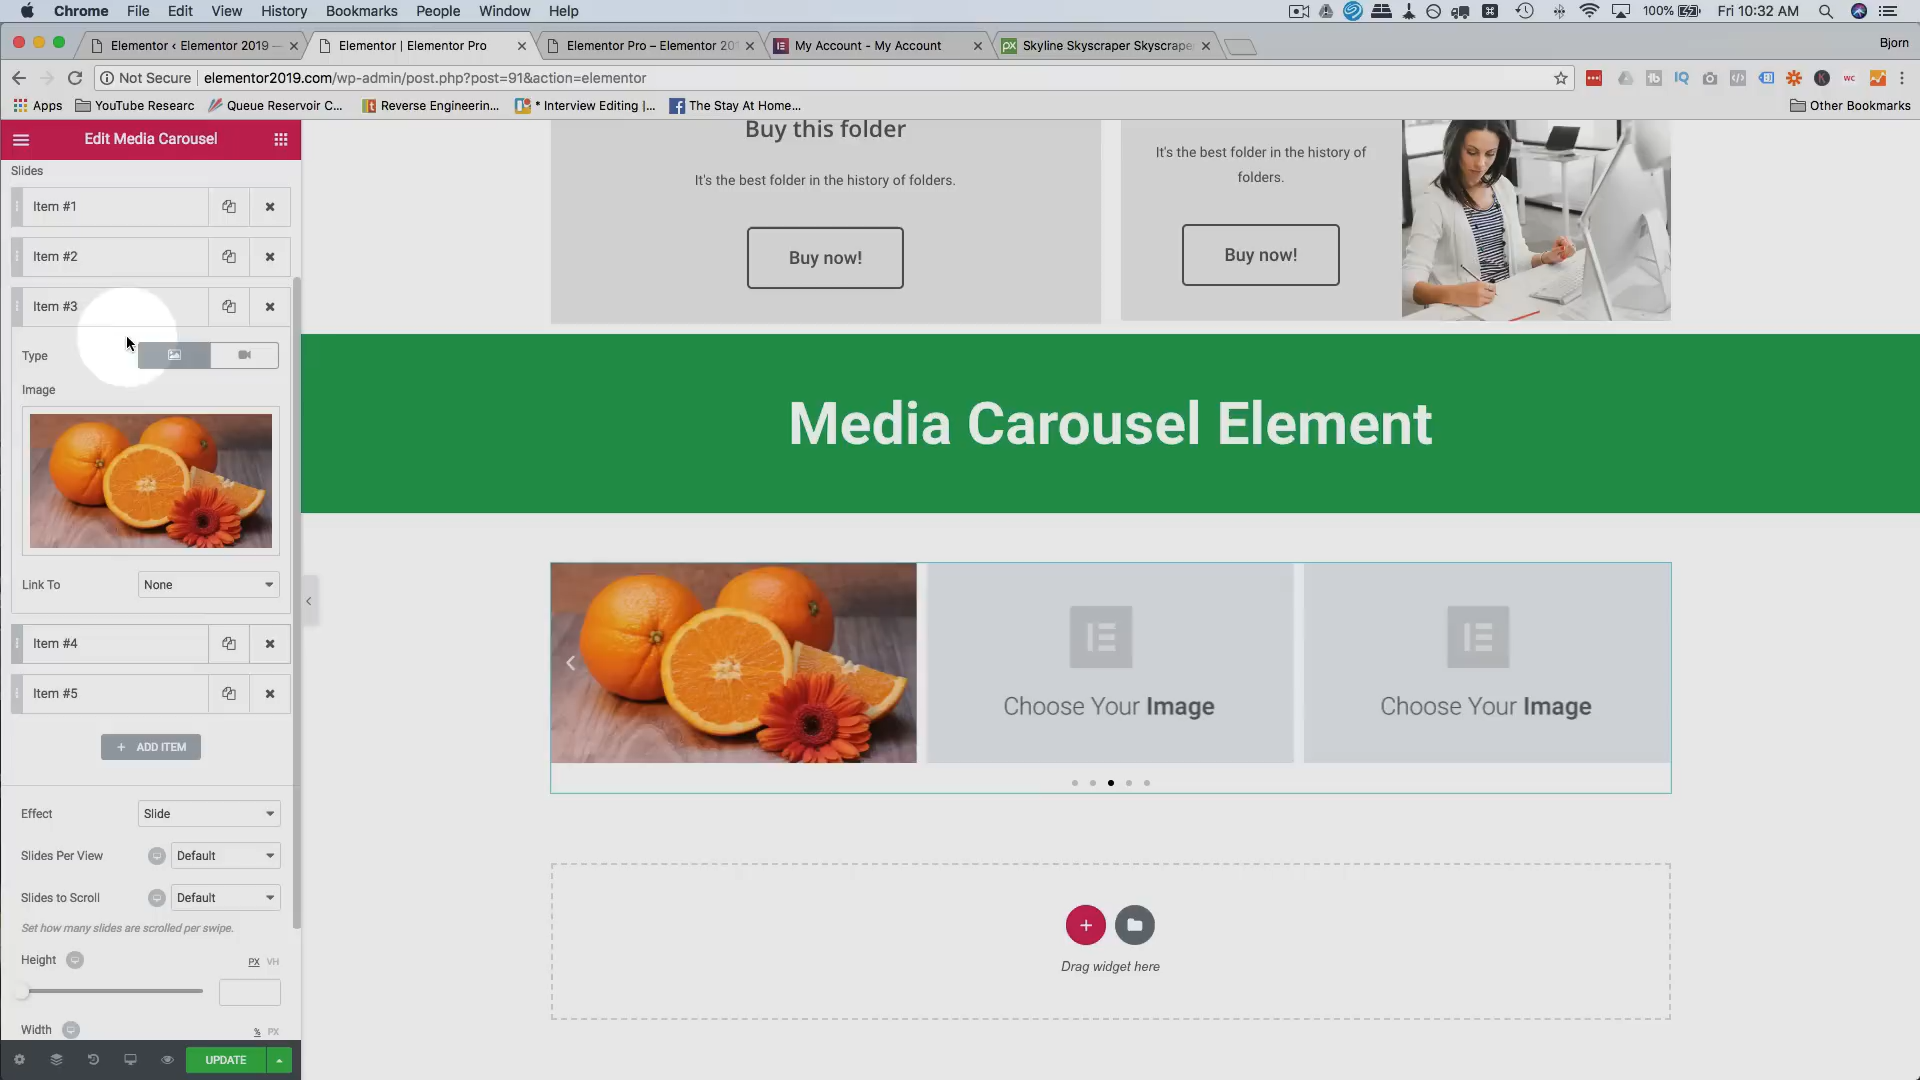 Chrome File Edit View History Bookmarks People Window Help 100% Fri 10:32 AM
Elementor ‹ Elementor 2019 —
Elementor | Elementor Pro
Elementor Pro – Elementor 20
My Account - My Account
Skyline Skyscraper Skyscrape
Bjorn
Not Secure | elementor2019.com/wp-admin/post.php?post=91&action=elementor
Apps
YouTube Researc
Queue Reservoir C...
Reverse Engineerin...
* Interview Editing |...
The Stay At Home...
Other Bookmarks
Edit Media Carousel
Slides
Item #1
Item #2
Item #3
Type
Image
Link To None
Item #4
Item #5
+ ADD ITEM
Effect Slide
Slides Per View Default
Slides to Scroll Default
Set how many slides are scrolled per swipe.
Height PX VH
Width % PX
UPDATE
Buy this folder
It's the best folder in the history of folders.
Buy now!
It's the best folder in the history of
folders.
Buy now!
Media Carousel Element
Choose Your Image
Choose Your Image
Drag widget here